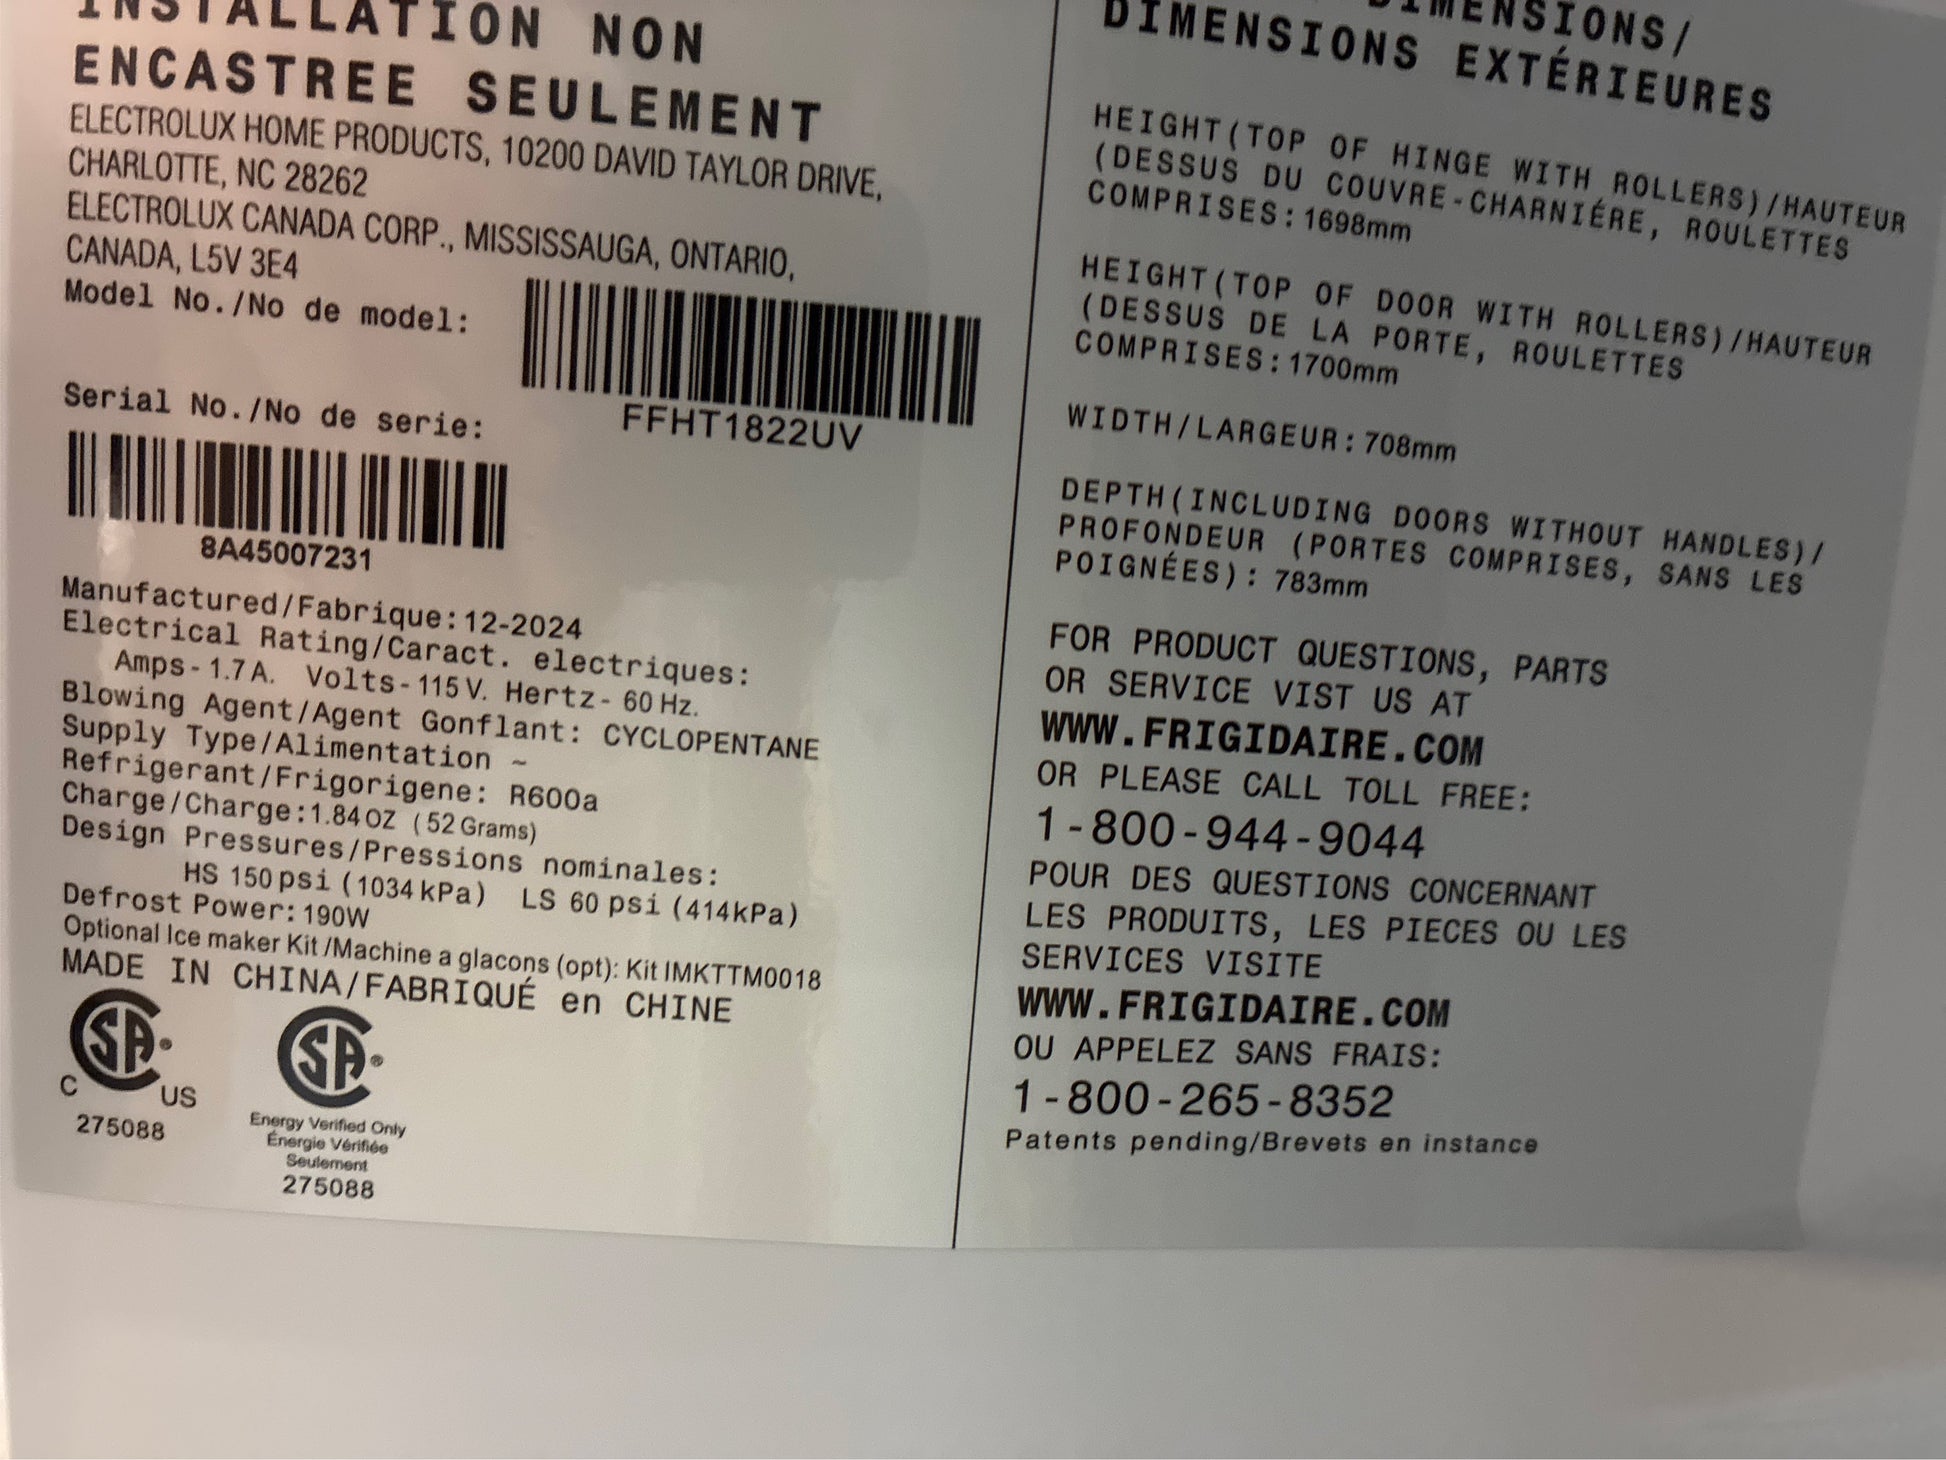 INSTALLATION NON
ENCASTREE SEULEMENT
ELECTROLUX HOME PRODUCTS, 10200 DAVID TAYLOR DRIVE,
CHARLOTTE, NC 28262
ELECTROLUX CANADA CORP., MISSISSAUGA, ONTARIO,
CANADA, L5V 3E4
Model No./No de model:
FFHT1822UV
Serial No./No de serie:
8A45007231
Manufactured/Fabrique:12-2024
Electrical Rating/Caract. electriques:
Amps- 1.7 A. Volts- 115 V. Hertz- 60 Hz.
Blowing Agent/Agent Gonflant: CYCLOPENTANE
Supply Type/Alimentation ~
Refrigerant/Frigorigene: R600a
Charge/Charge:1.84 OZ (52 Grams)
Design Pressures/Pressions nominales:
HS 150 psi (1034 kPa) LS 60 psi (414kPa)
Defrost Power:190W
Optional Ice maker Kit /Machine a glacons (opt): Kit IMKTTM0018
MADE IN CHINA/FABRIQUÉ en CHINE
CSA®
C US
275088
CSA®
Energy Verified Only
Énergie Vérifiée
Seulement
275088
DIMENSIONS/
DIMENSIONS EXTÉRIEURES
HEIGHT(TOP OF HINGE WITH ROLLERS)/HAUTEUR
(DESSUS DU COUVRE-CHARNIÉRE, ROULETTES
COMPRISES:1698mm
HEIGHT(TOP OF DOOR WITH ROLLERS)/HAUTEUR
(DESSUS DE LA PORTE, ROULETTES
COMPRISES:1700mm
WIDTH/LARGEUR:708mm
DEPTH(INCLUDING DOORS WITHOUT HANDLES)/
PROFONDEUR (PORTES COMPRISES, SANS LES
POIGNÉES): 783mm
FOR PRODUCT QUESTIONS, PARTS
OR SERVICE VIST US AT
WWW.FRIGIDAIRE.COM
OR PLEASE CALL TOLL FREE:
1-800-944-9044
POUR DES QUESTIONS CONCERNANT
LES PRODUITS, LES PIECES OU LES
SERVICES VISITE
WWW.FRIGIDAIRE.COM
OU APPELEZ SANS FRAIS:
1-800-265-8352
Patents pending/Brevets en instance